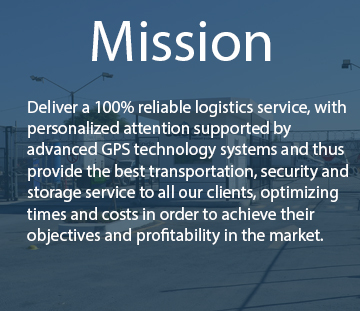 Mission
Deliver a 100% reliable logistics service, with
personalized attention supported by
advanced GPS technology systems and thus
provide the best transportation, security and
storage service to all our clients, optimizing
times and costs in order to achieve their
objectives and profitability in the market.